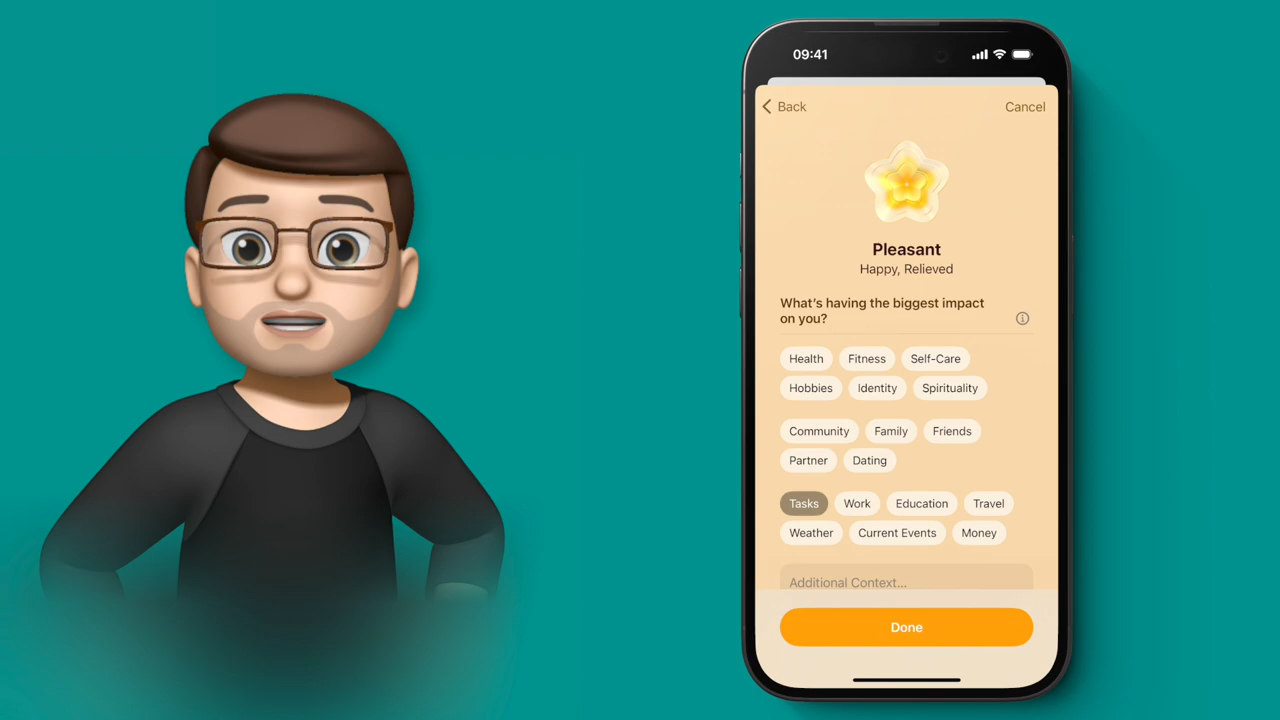 09:41
Back Cancel
Pleasant
Happy, Relieved
What’s having the biggest impact
on you?
Health Fitness Self-Care
Hobbies Identity Spirituality
Community Family Friends
Partner Dating
Tasks Work Education Travel
Weather Current Events Money
Additional Context...
Done